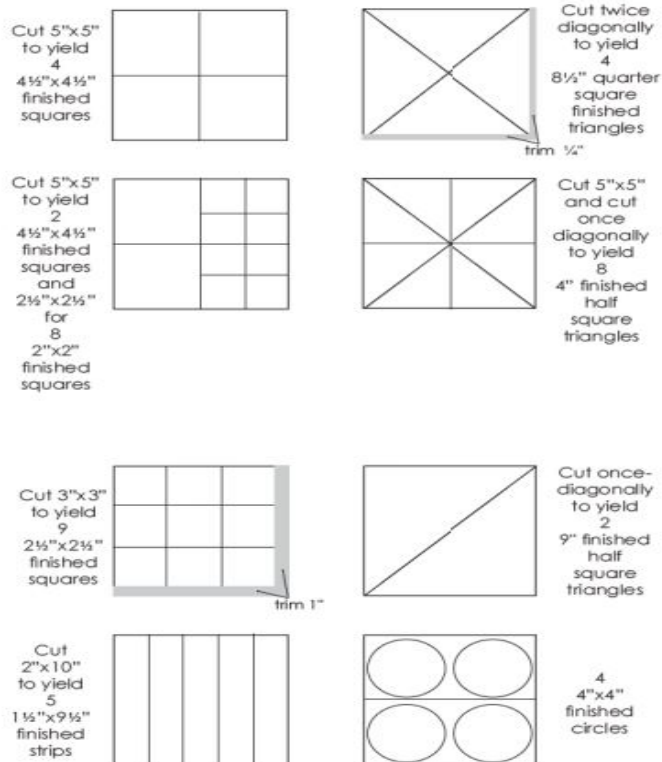 Cut 5"x5"
to yield
4
4½"x4½"
finished
squares
Cut twice
diagonally
to yield
4
8½" quarter
square
finished
triangles
trim ¼"
Cut 5"x5"
to yield
2
4½"x4½"
finished
squares
and
2½"x2½"
for
8
2"x2"
finished
squares
Cut 5"x5"
and cut
once
diagonally
to yield
8
4" finished
half
square
triangles
Cut 3"x3"
to yield
9
2½"x2½"
finished
squares
trim 1"
Cut once-
diagonally
to yield
2
9" finished
half
square
triangles
Cut
2"x10"
to yield
5
1½"x9½"
finished
strips
4
4"x4"
finished
circles